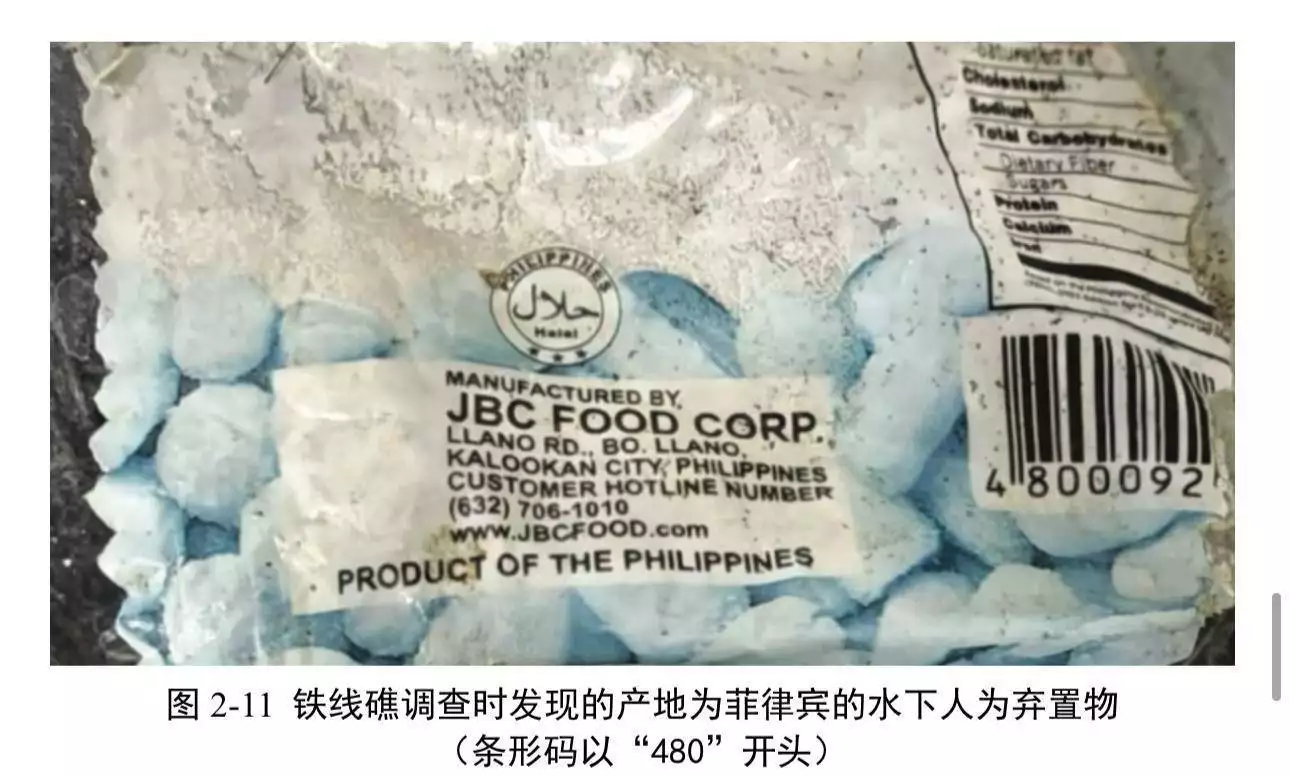 saturated fat
Cholesterol
Sodium
Total Carbohydrates
Dietary Fiber
Sugars
Protein
Calcium
Iron
PHILIPPINES
حلال
Halal
MANUFACTURED BY
JBC FOOD CORP.
LLANO RD., BO. LLANO,
KALOOKAN CITY, PHILIPPINES
CUSTOMER HOTLINE NUMBER
(632) 706-1010
www.JBCFOOD.com
PRODUCT OF THE PHILIPPINES
4 800092
图 2-11 铁线礁调查时发现的产地为菲律宾的水下人为弃置物
（条形码以“480”开头）